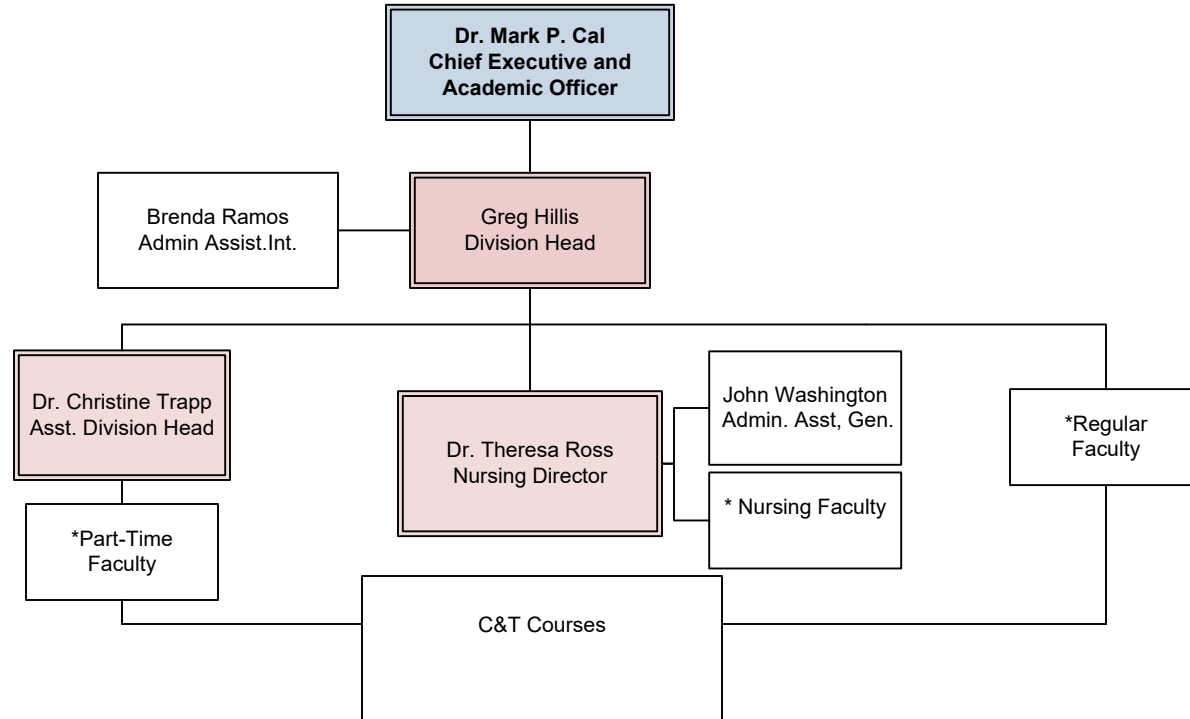 Dr. Mark P. Cal
Chief Executive and
Academic Officer
Brenda Ramos
Admin Assist.Int.
Greg Hillis
Division Head
Dr. Christine Trapp
Asst. Division Head
Dr. Theresa Ross
Nursing Director
John Washington
Admin. Asst, Gen.
* Nursing Faculty
*Regular
Faculty
*Part-Time
Faculty
C&T Courses